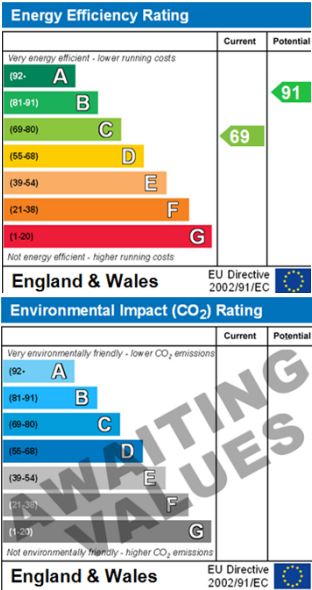 Energy Efficiency Rating
Current Potential
Very energy efficient - lower running costs
(92- A
(81-91) B
91
(69-80) C
69
(55-68) D
(39-54) E
(21-38) F
(1-20) G
Not energy efficient - higher running costs
England & Wales
EU Directive
2002/91/EC
Environmental Impact (CO2) Rating
Current Potential
Very environmentally friendly - lower CO2 emissions
(92- A
(81-91) B
(69-80) C
(55-68) D
(39-54) E
(21-38) F
(1-20) G
AWAITING
VALUES
Not environmentally friendly - higher CO2 emissions
England & Wales
EU Directive
2002/91/EC